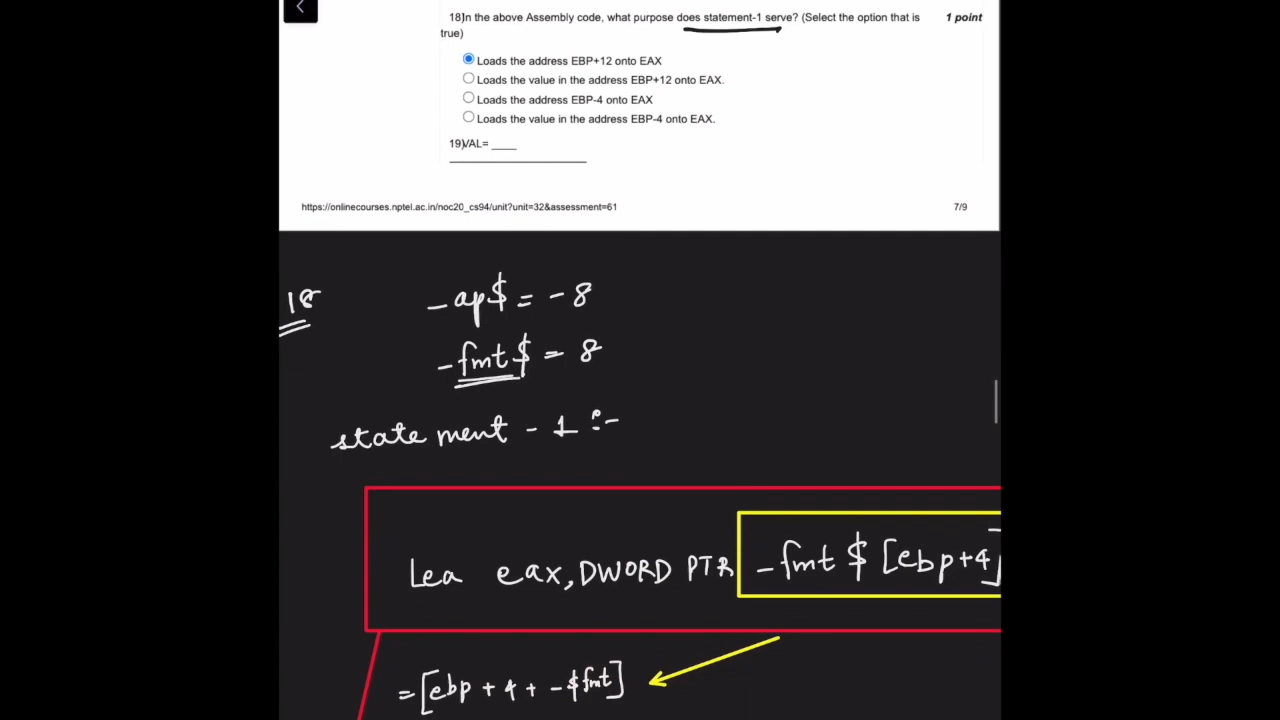 18)In the above Assembly code, what purpose does statement-1 serve? (Select the option that is 1 point
true)
Loads the address EBP+12 onto EAX
Loads the value in the address EBP+12 onto EAX.
Loads the address EBP-4 onto EAX
Loads the value in the address EBP-4 onto EAX.
19)VAL= ____
https://onlinecourses.nptel.ac.in/noc20_cs94/unit?unit=32&assessment=61 7/9
18 _ap$ = -8
_fmt$ = 8
statement - 1 :-
Lea eax, DWORD PTR _fmt$[ebp+4]
= [ebp + 4 + _$fmt]